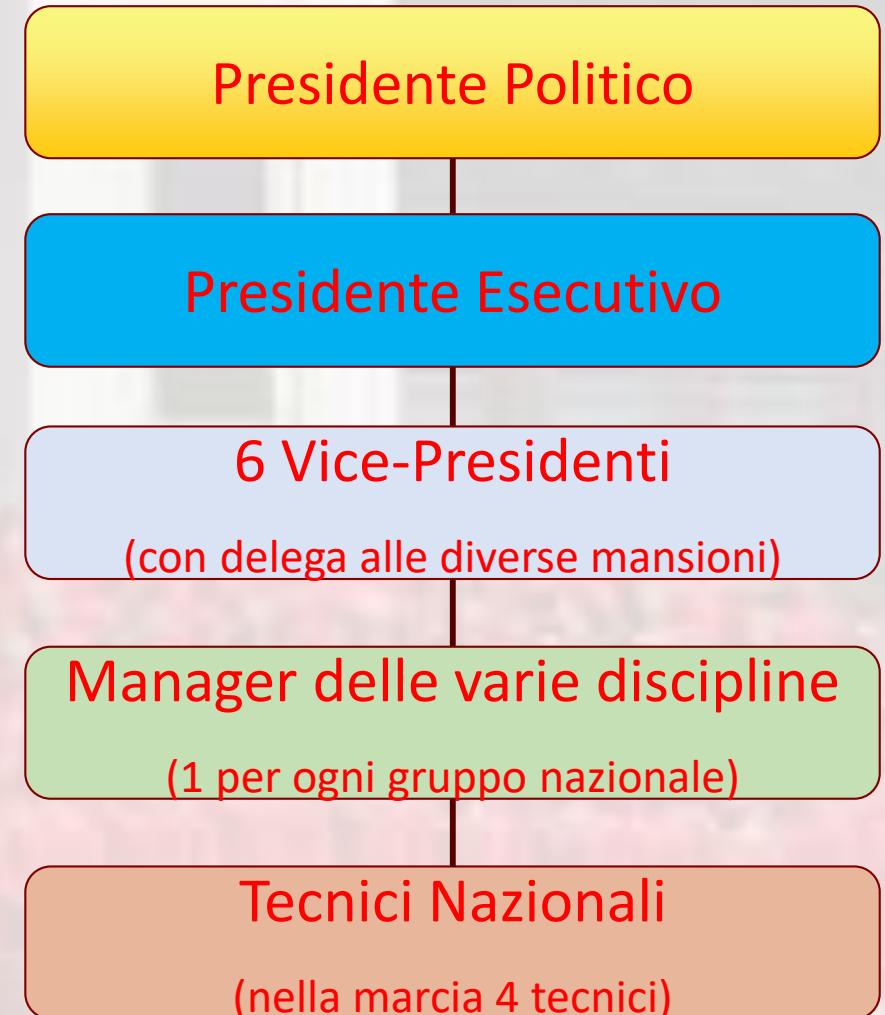 Presidente Politico
Presidente Esecutivo
6 Vice-Presidenti
(con delega alle diverse mansioni)
Manager delle varie discipline
(1 per ogni gruppo nazionale)
Tecnici Nazionali
(nella marcia 4 tecnici)